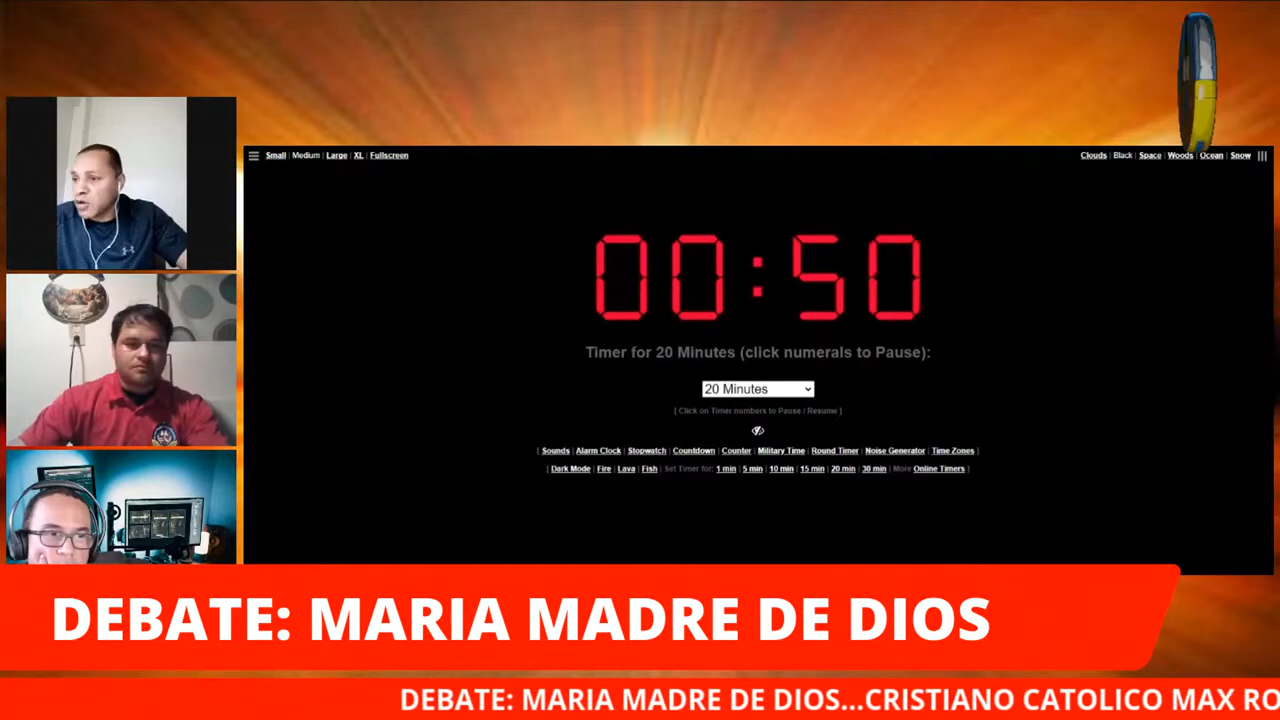 Small | Medium | Large | XL | Fullscreen
Clouds | Black | Space | Woods | Ocean | Snow
00:50
Timer for 20 Minutes (click numerals to Pause):
20 Minutes
[ Click on Timer numbers to Pause / Resume ]
[ Sounds | Alarm Clock | Stopwatch | Countdown | Counter | Military Time | Round Timer | Noise Generator | Time Zones ]
[ Dark Mode | Fire | Lava | Fish | Set Timer for: 1 min | 5 min | 10 min | 15 min | 20 min | 30 min | More Online Timers ]
DEBATE: MARIA MADRE DE DIOS
DEBATE: MARIA MADRE DE DIOS...CRISTIANO CATOLICO MAX RO